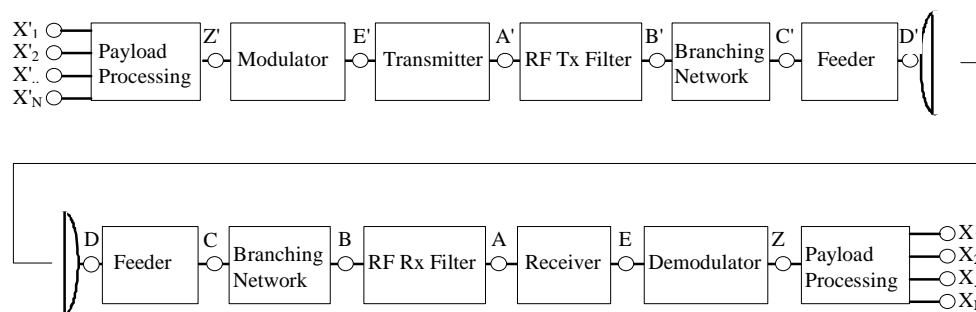 X'1
X'2
X'..
X'N
Payload
Processing
Z'
Modulator
E'
Transmitter
A'
RF Tx Filter
B'
Branching
Network
C'
Feeder
D'
D
Feeder
C
Branching
Network
B
RF Rx Filter
A
Receiver
E
Demodulator
Z
Payload
Processing
X
X
X
X